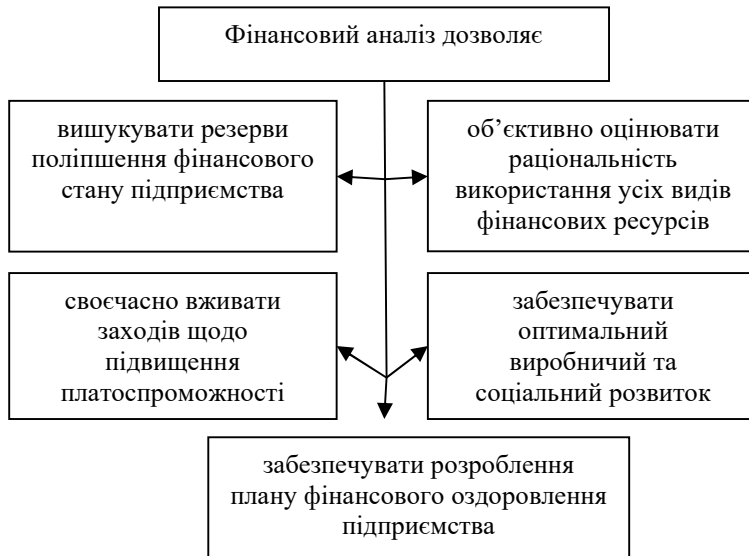 Фінансовий аналіз дозволяє
вишукувати резерви
поліпшення фінансового
стану підприємства
об’єктивно оцінювати
раціональність
використання усіх видів
фінансових ресурсів
своєчасно вживати
заходів щодо
підвищення
платоспроможності
забезпечувати
оптимальний
виробничий та
соціальний розвиток
забезпечувати розроблення
плану фінансового оздоровлення
підприємства